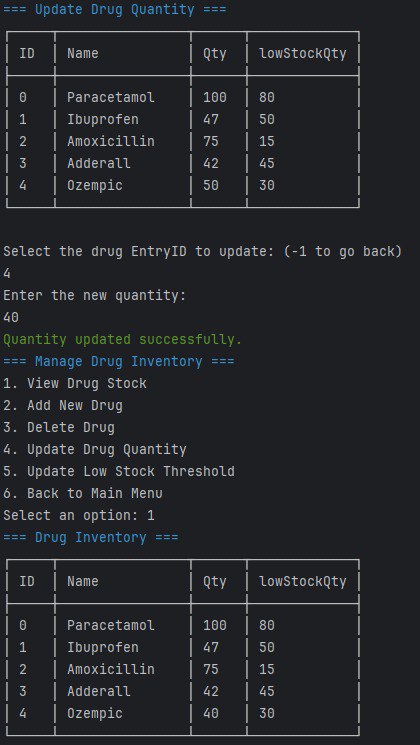 === Update Drug Quantity ===
ID Name Qty lowStockQty
0 Paracetamol 100 80
1 Ibuprofen 47 50
2 Amoxicillin 75 15
3 Adderall 42 45
4 Ozempic 50 30
Select the drug EntryID to update: (-1 to go back)
4
Enter the new quantity:
40
Quantity updated successfully.
=== Manage Drug Inventory ===
1. View Drug Stock
2. Add New Drug
3. Delete Drug
4. Update Drug Quantity
5. Update Low Stock Threshold
6. Back to Main Menu
Select an option: 1
=== Drug Inventory ===
ID Name Qty lowStockQty
0 Paracetamol 100 80
1 Ibuprofen 47 50
2 Amoxicillin 75 15
3 Adderall 42 45
4 Ozempic 40 30